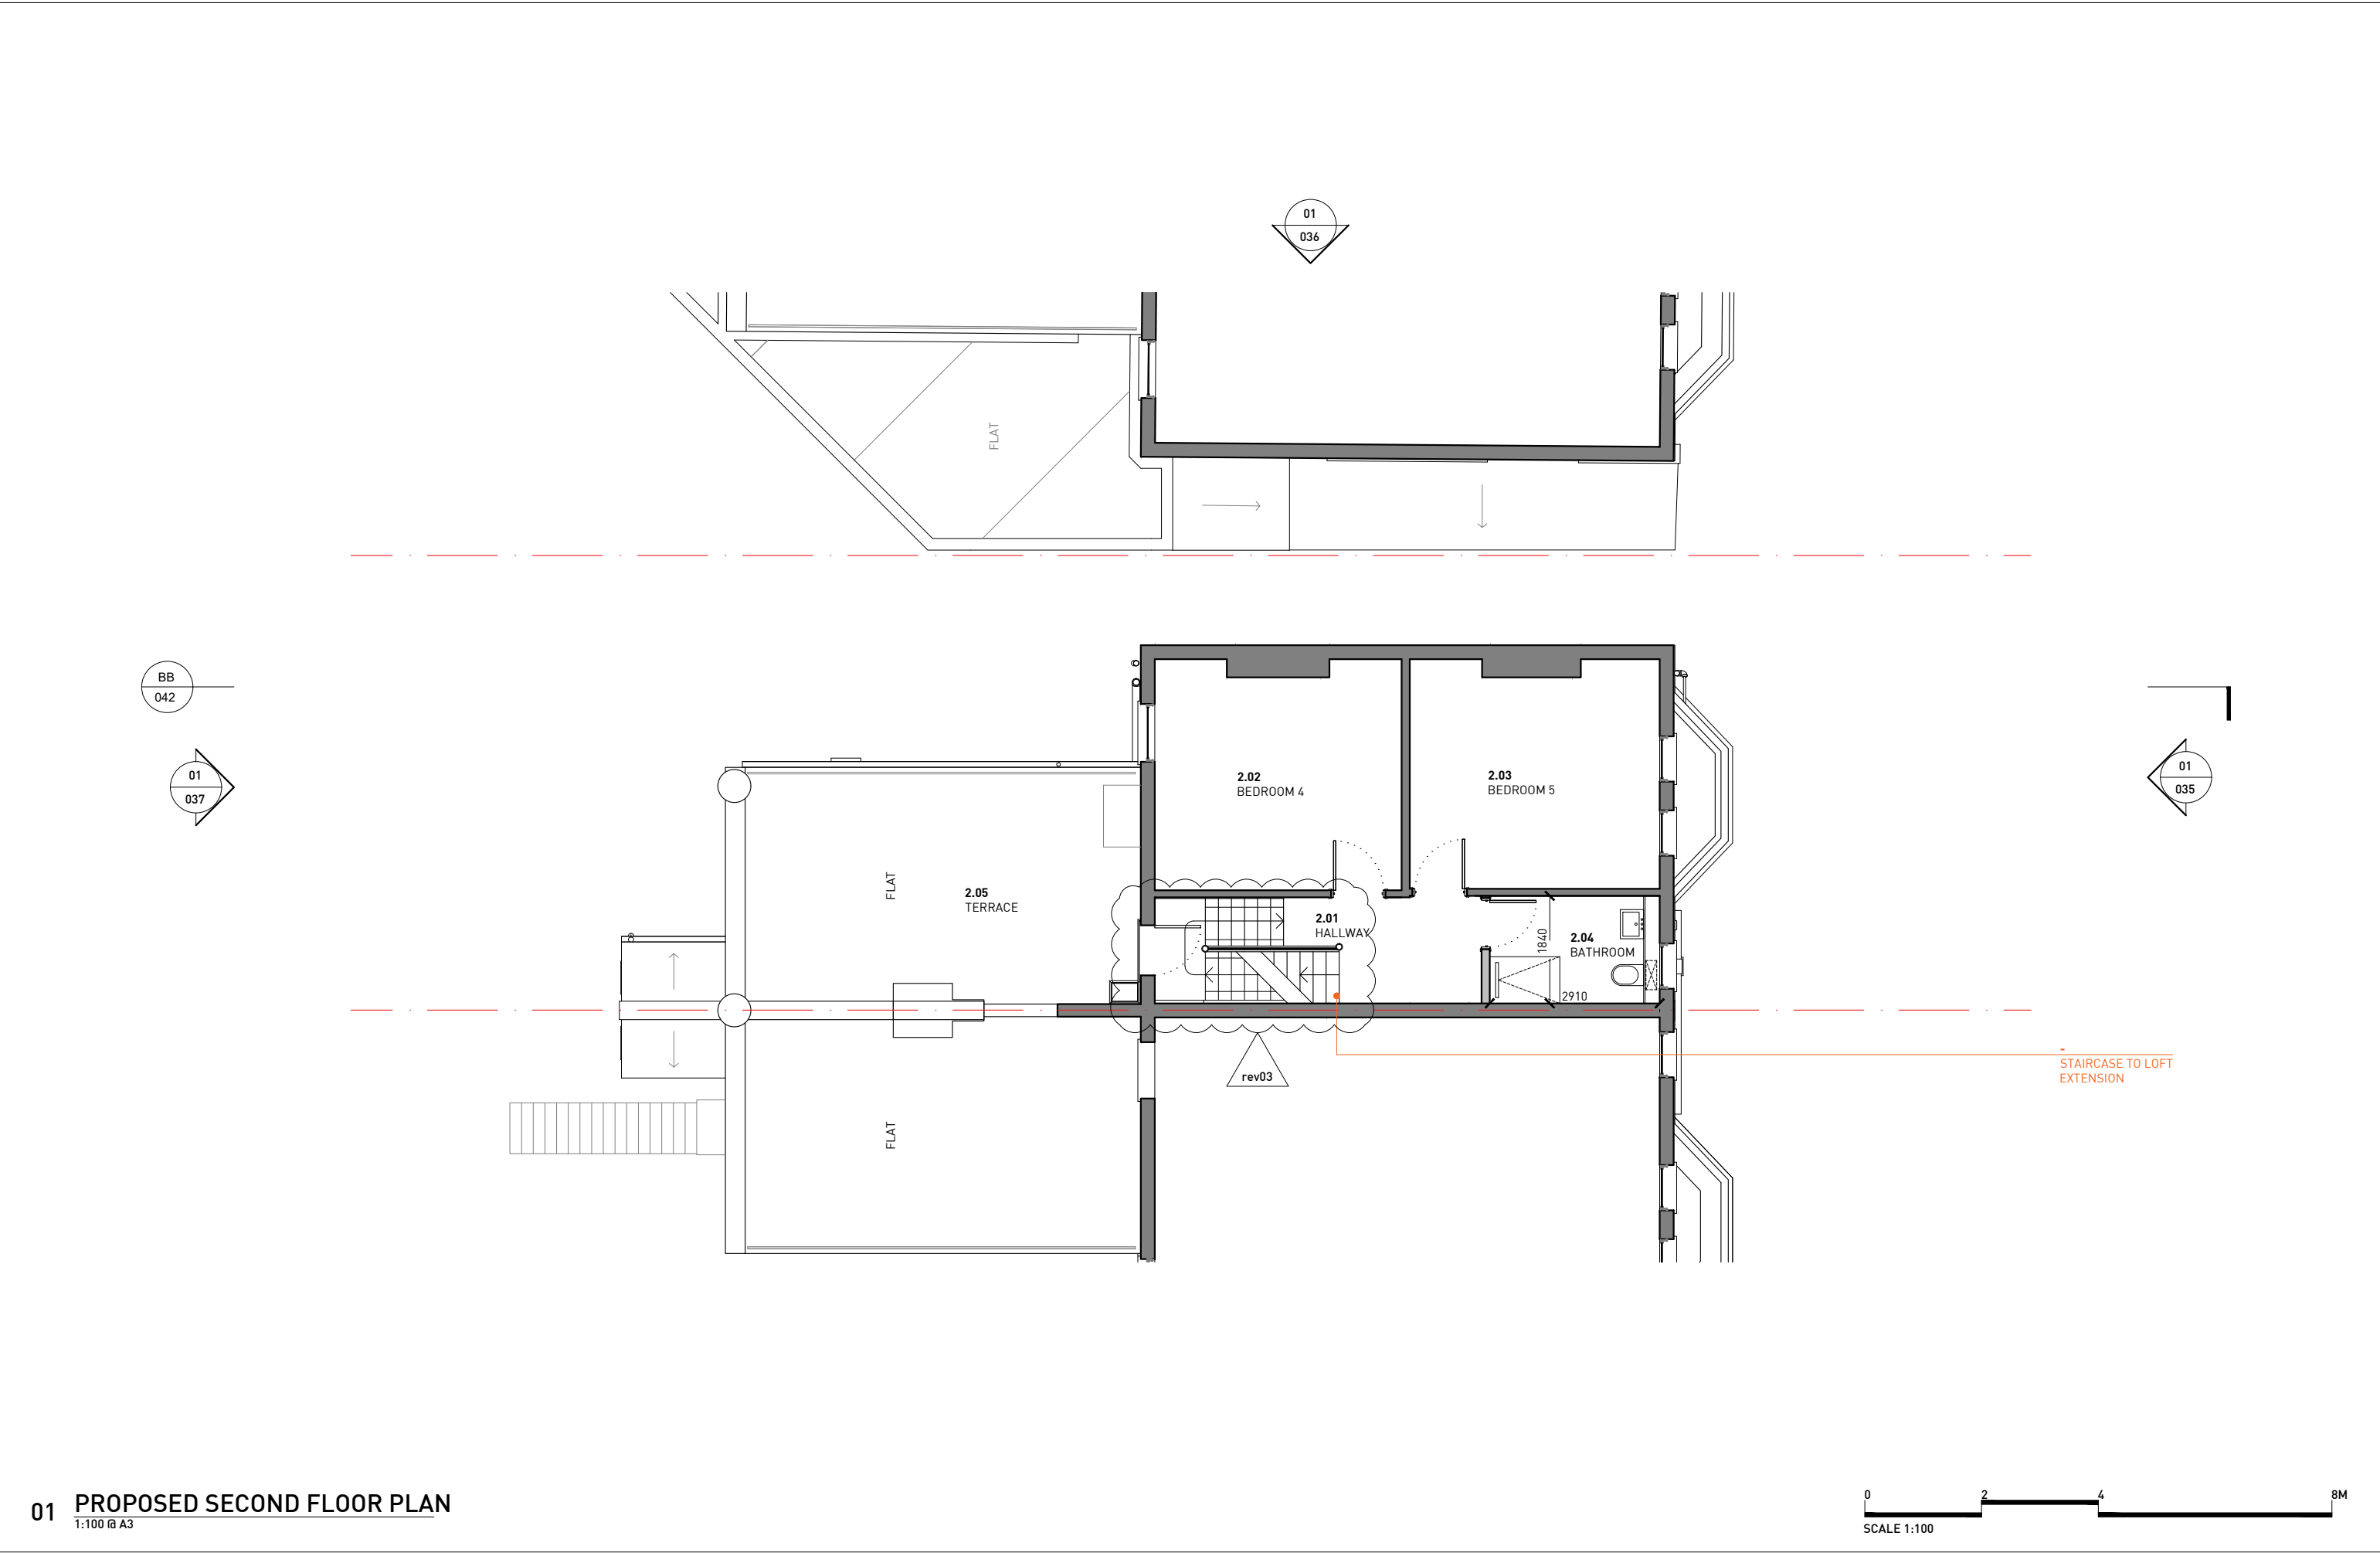 01
036
FLAT
BB
042
01
037
01
035
2.02
BEDROOM 4
2.03
BEDROOM 5
FLAT
2.05
TERRACE
2.01
HALLWAY
1840
2.04
BATHROOM
2910
rev03
-
STAIRCASE TO LOFT
EXTENSION
FLAT
01 PROPOSED SECOND FLOOR PLAN
1:100 @ A3
0 2 4 8M
SCALE 1:100